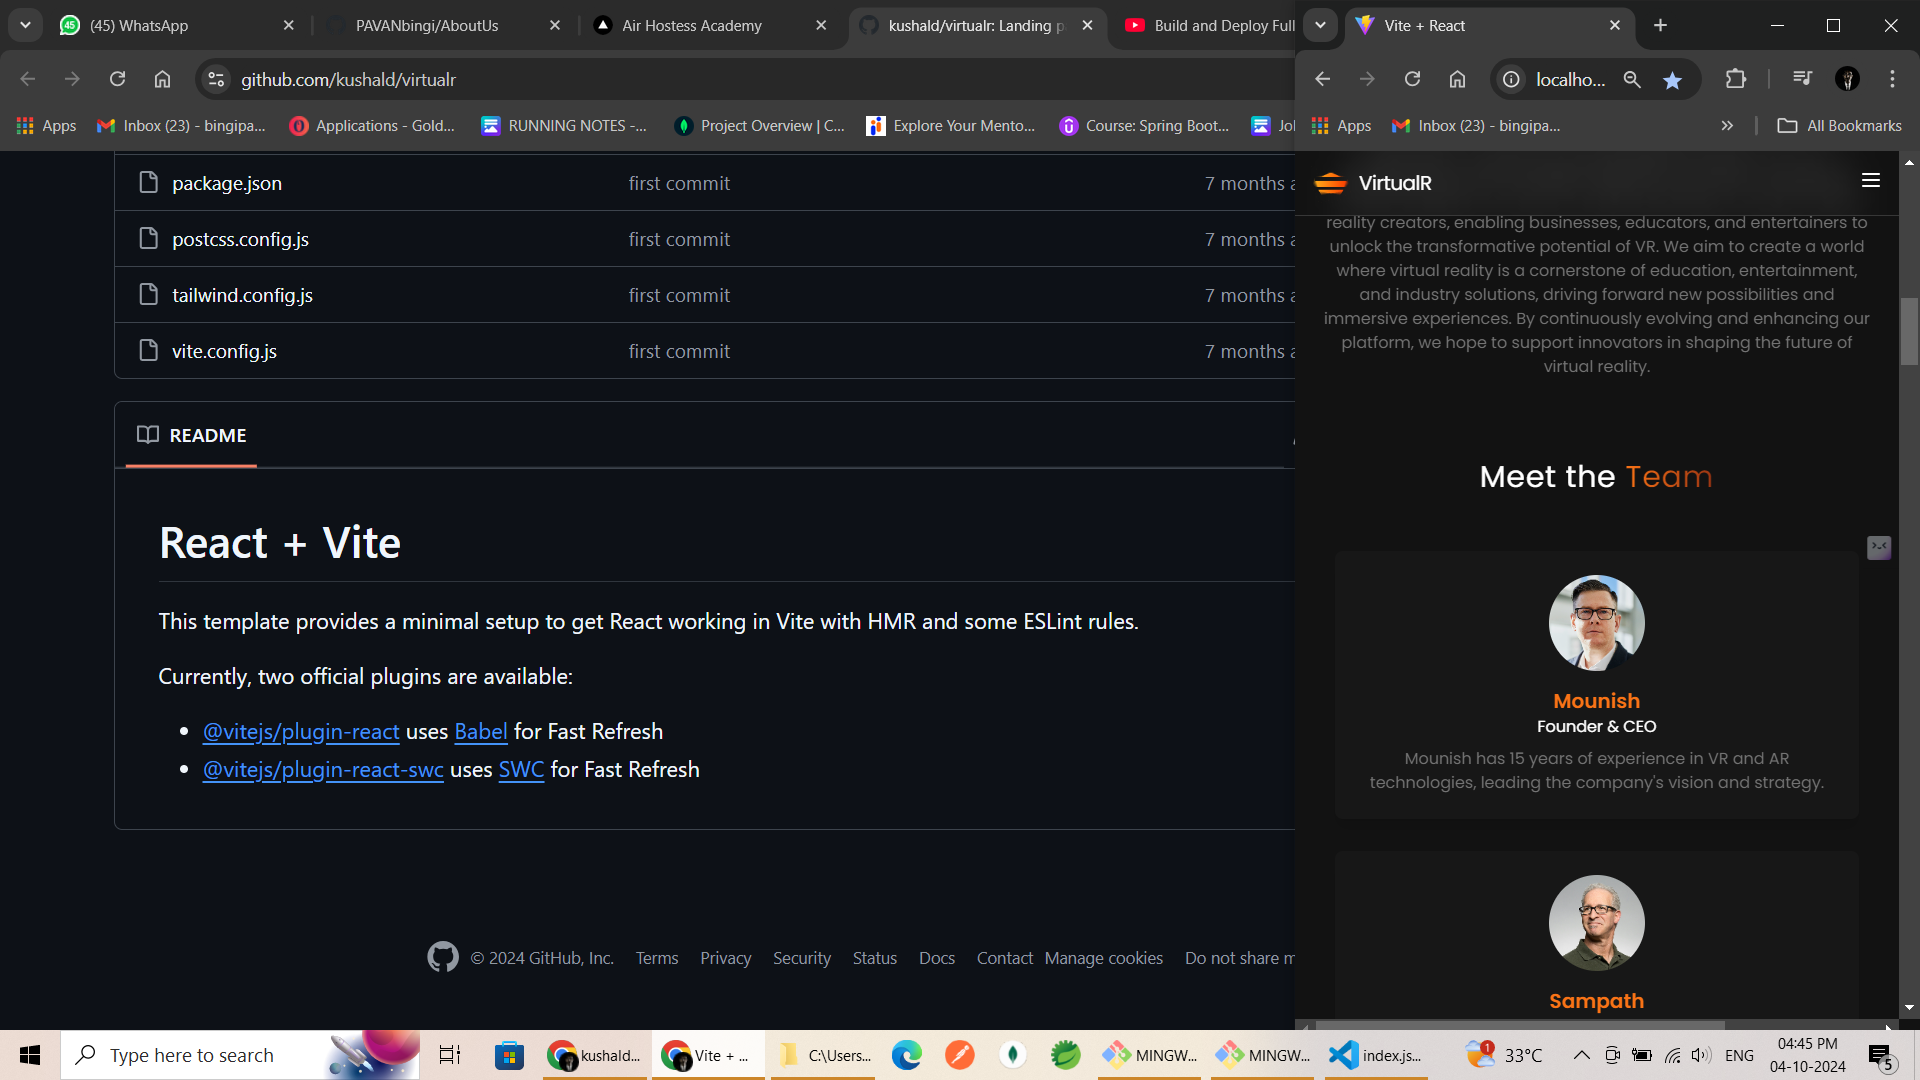 (45) WhatsApp
PAVANbingi/AboutUs
Air Hostess Academy
kushald/virtualr: Landing p
Build and Deploy Full
github.com/kushald/virtualr
Apps
Inbox (23) - bingipa...
Applications - Gold...
RUNNING NOTES -...
Project Overview | C...
Explore Your Mento...
Course: Spring Boot...
package.json first commit 7 months a
postcss.config.js first commit 7 months a
tailwind.config.js first commit 7 months a
vite.config.js first commit 7 months a
README
React + Vite
This template provides a minimal setup to get React working in Vite with HMR and some ESLint rules.
Currently, two official plugins are available:
@vitejs/plugin-react uses Babel for Fast Refresh
@vitejs/plugin-react-swc uses SWC for Fast Refresh
© 2024 GitHub, Inc. Terms Privacy Security Status Docs Contact Manage cookies Do not share m
Vite + React
localho...
Apps
Inbox (23) - bingipa...
All Bookmarks
VirtualR
reality creators, enabling businesses, educators, and entertainers to
unlock the transformative potential of VR. We aim to create a world
where virtual reality is a cornerstone of education, entertainment,
and industry solutions, driving forward new possibilities and
immersive experiences. By continuously evolving and enhancing our
platform, we hope to support innovators in shaping the future of
virtual reality.
Meet the Team
Mounish
Founder & CEO
Mounish has 15 years of experience in VR and AR
technologies, leading the company's vision and strategy.
Sampath
Type here to search
kushald...
Vite + ...
C:\Users...
MINGW...
MINGW...
index.js...
1
33°C
ENG
04:45 PM
04-10-2024
5